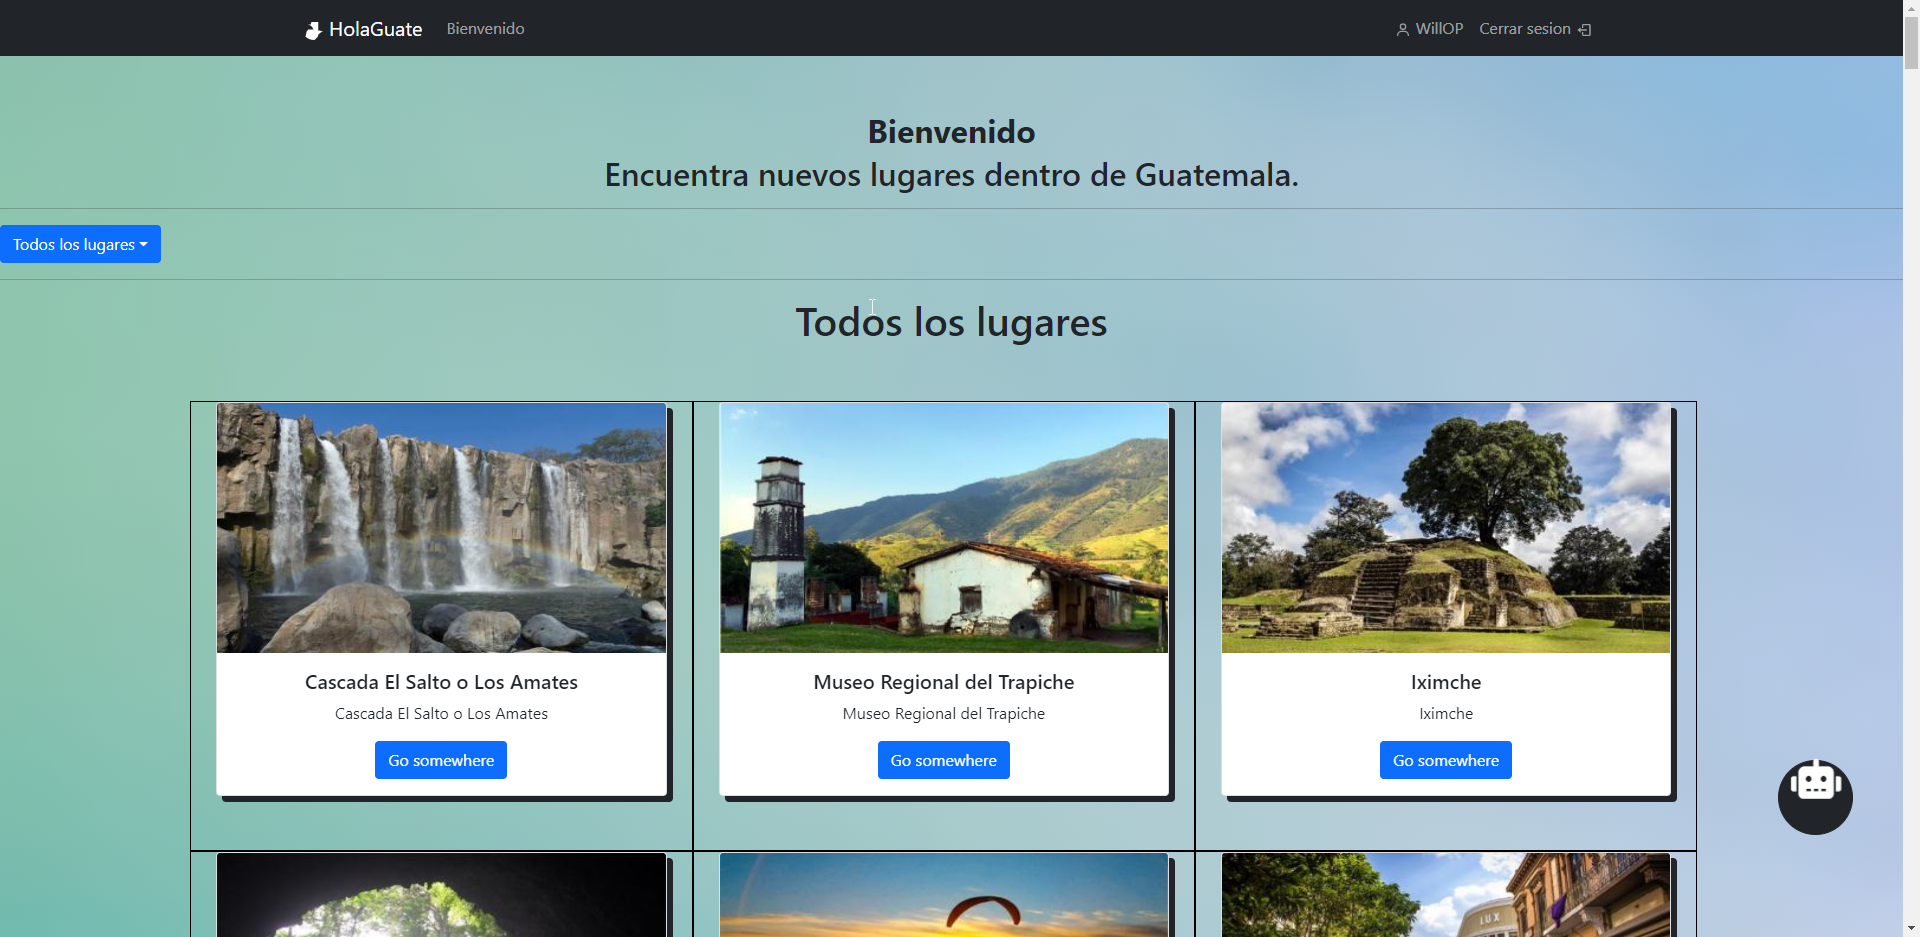 HolaGuate
Bienvenido
WillOP
Cerrar sesion
Bienvenido
Encuentra nuevos lugares dentro de Guatemala.
Todos los lugares
Todos los lugares
Cascada El Salto o Los Amates
Cascada El Salto o Los Amates
Go somewhere
Museo Regional del Trapiche
Museo Regional del Trapiche
Go somewhere
Iximche
Iximche
Go somewhere
LUX